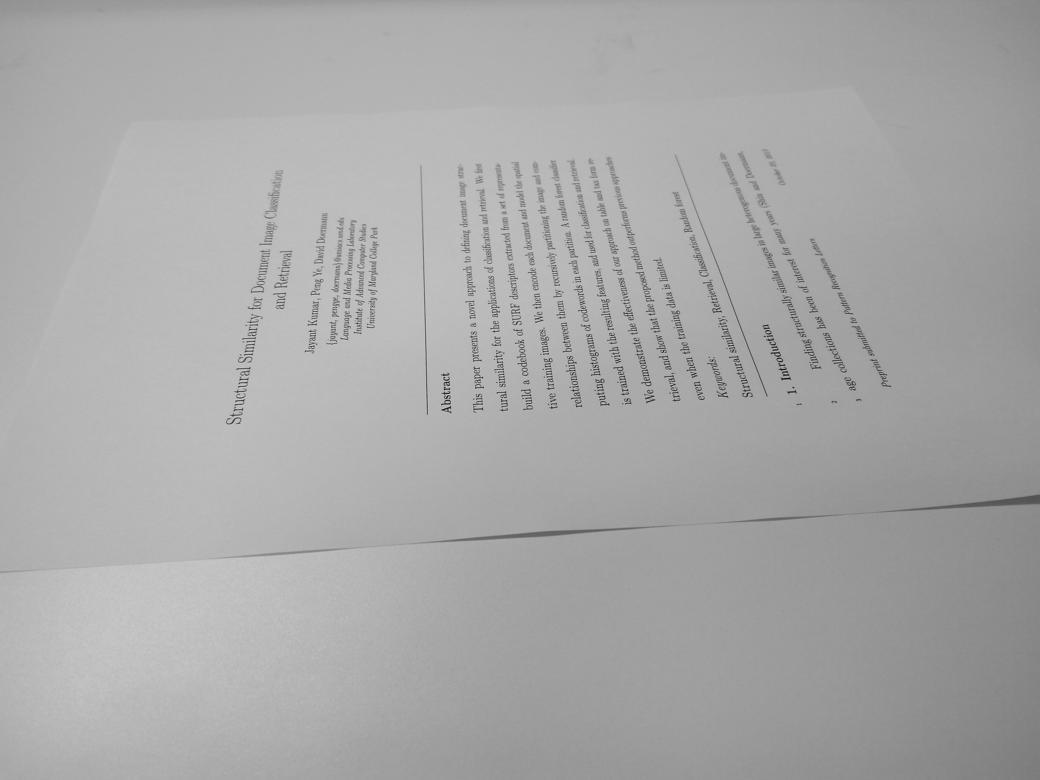 Structural Similarity for Document Image Classification
and Retrieval
Jayant Kumar, Peng Ye, David Doermann
{jayant, pengye, doermann}@umiacs.umd.edu
Language and Media Processing Laboratory
Institute of Advanced Computer Studies
University of Maryland College Park
Abstract
This paper presents a novel approach to defining document image struc-
tural similarity for the applications of classification and retrieval. We first
build a codebook of SURF descriptors extracted from a set of representa-
tive training images. We then encode each document and model the spatial
relationships between them by recursively partitioning the image and com-
puting histograms of codewords in each partition. A random forest classifier
is trained with the resulting features, and used for classification and retrieval.
We demonstrate the effectiveness of our approach on table and tax form re-
trieval, and show that the proposed method outperforms previous approaches
even when the training data is limited.
Keywords:
Structural similarity, Retrieval, Classification, Random forest
1 1. Introduction
2 Finding structurally similar images in large heterogenous document im-
3 age collections has been of interest for many years (Shin and Doermann,
Preprint submitted to Pattern Recognition Letters October 2013